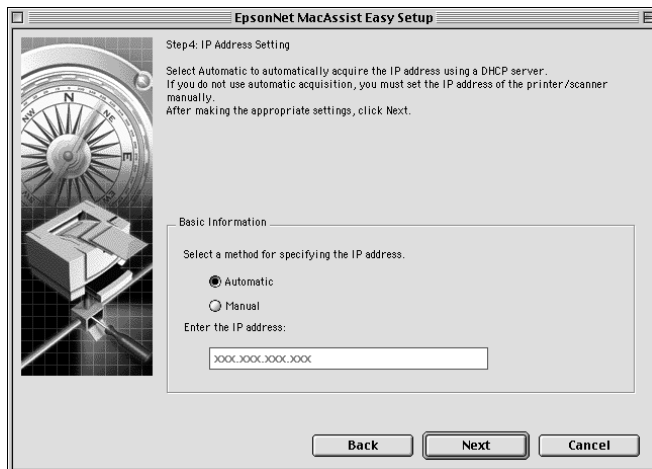 EpsonNet MacAssist Easy Setup
Step4: IP Address Setting
Select Automatic to automatically acquire the IP address using a DHCP server.
If you do not use automatic acquisition, you must set the IP address of the printer/scanner
manually.
After making the appropriate settings, click Next.
N
NE
E
Basic Information
Select a method for specifying the IP address.
Automatic
Manual
Enter the IP address:
xxx.xxx.xxx.xxx
Back
Next
Cancel